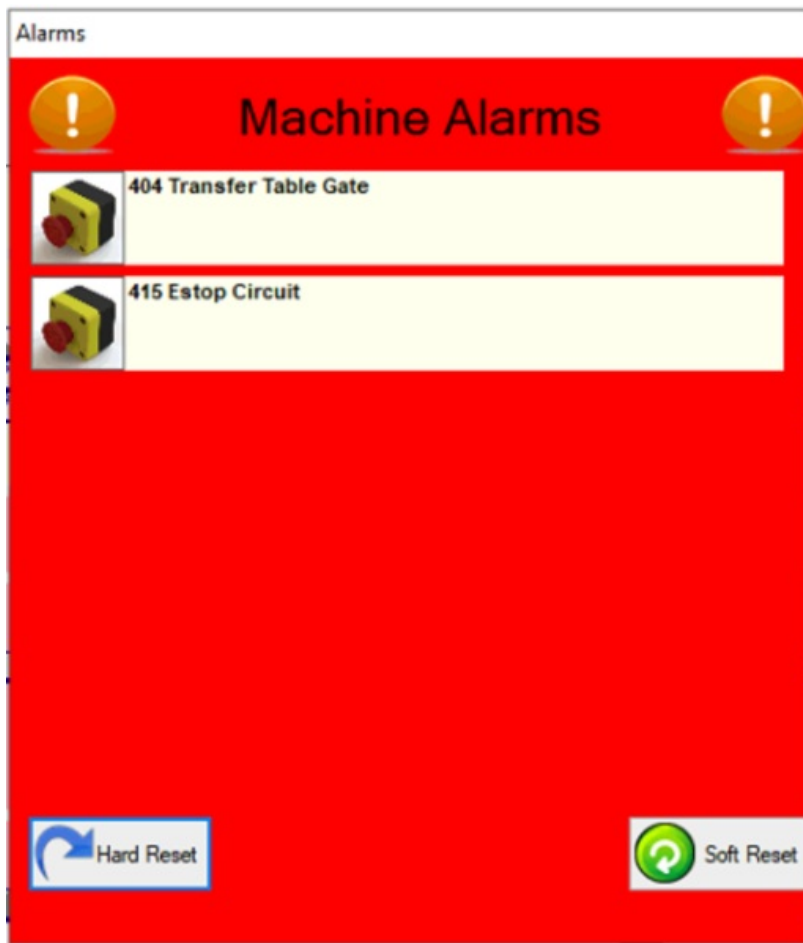 Alarms
Machine Alarms
404 Transfer Table Gate
415 Estop Circuit
Hard Reset
Soft Reset